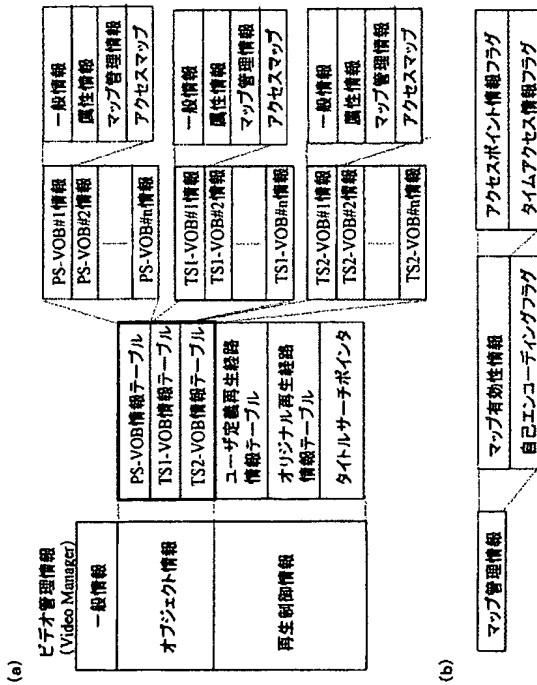 (a)
ビデオ管理情報
(Video Manager)
一般情報
オブジェクト情報
再生制御情報
PS-VOB情報テーブル
TS1-VOB情報テーブル
TS2-VOB情報テーブル
ユーザ定義再生経路
情報テーブル
オリジナル再生経路
情報テーブル
タイトルサーチポインタ
PS-VOB#1情報
PS-VOB#2情報
PS-VOB#n情報
TS1-VOB#1情報
TS1-VOB#2情報
TS1-VOB#n情報
TS2-VOB#1情報
TS2-VOB#2情報
TS2-VOB#n情報
一般情報
属性情報
マップ管理情報
アクセスマップ
一般情報
属性情報
マップ管理情報
アクセスマップ
一般情報
属性情報
マップ管理情報
アクセスマップ
(b)
マップ管理情報
マップ有効性情報
自己エンコーディングフラグ
アクセスポイント情報フラグ
タイムアクセス情報フラグ